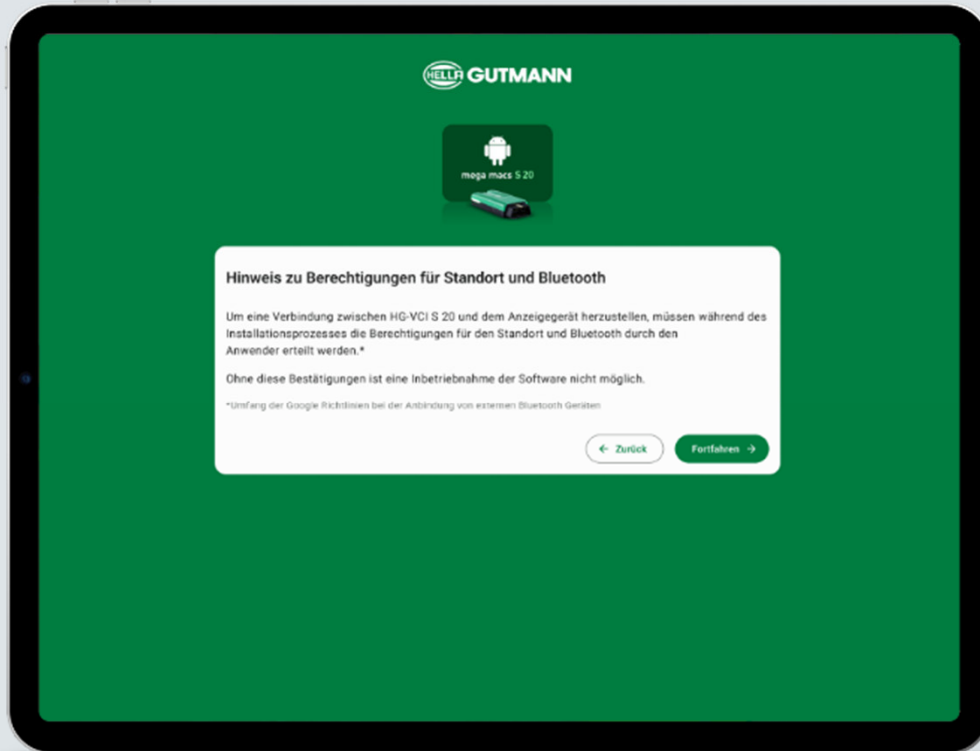 HELLA GUTMANN
mega macs S 20
Hinweis zu Berechtigungen für Standort und Bluetooth
Um eine Verbindung zwischen HG-VCI S 20 und dem Anzeigegerät herzustellen, müssen während des
Installationsprozesses die Berechtigungen für den Standort und Bluetooth durch den
Anwender erteilt werden.*
Ohne diese Bestätigungen ist eine Inbetriebnahme der Software nicht möglich.
*Umfang der Google Richtlinien bei der Anbindung von externen Bluetooth Geräten
← Zurück
Fortfahren →